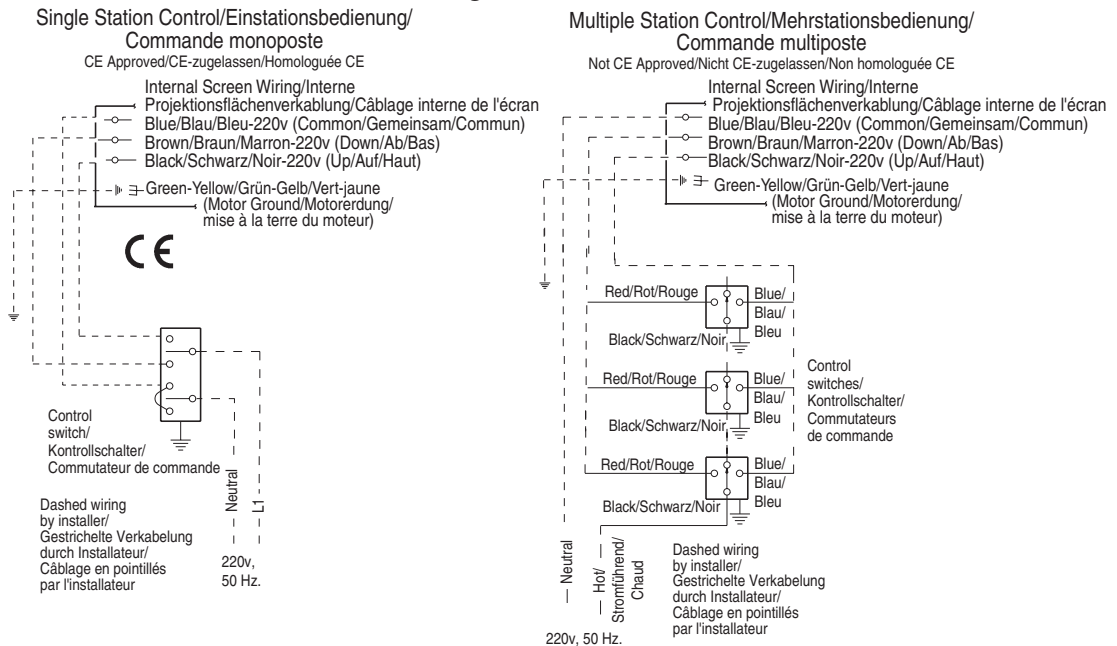 Single Station Control/Einstationsbedienung/
Commande monoposte
CE Approved/CE-zugelassen/Homologuée CE
Internal Screen Wiring/Interne
Projektionsflächenverkablung/Câblage interne de l'écran
Blue/Blau/Bleu-220v (Common/Gemeinsam/Commun)
Brown/Braun/Marron-220v (Down/Ab/Bas)
Black/Schwarz/Noir-220v (Up/Auf/Haut)
Green-Yellow/Grün-Gelb/Vert-jaune
(Motor Ground/Motorerdung/
mise à la terre du moteur)
CE
Control
switch/
Kontrollschalter/
Commutateur de commande
Neutral
L1
Dashed wiring
by installer/
Gestrichelte Verkabelung
durch Installateur/
Câblage en pointillés
par l'installateur
220v,
50 Hz.
Multiple Station Control/Mehrstationsbedienung/
Commande multiposte
Not CE Approved/Nicht CE-zugelassen/Non homologuée CE
Internal Screen Wiring/Interne
Projektionsflächenverkablung/Câblage interne de l'écran
Blue/Blau/Bleu-220v (Common/Gemeinsam/Commun)
Brown/Braun/Marron-220v (Down/Ab/Bas)
Black/Schwarz/Noir-220v (Up/Auf/Haut)
Green-Yellow/Grün-Gelb/Vert-jaune
(Motor Ground/Motorerdung/
mise à la terre du moteur)
Red/Rot/Rouge
Blue/
Blau/
Bleu
Black/Schwarz/Noir
Red/Rot/Rouge
Blue/
Blau/
Bleu
Black/Schwarz/Noir
Control
switches/
Kontrollschalter/
Commutateurs
de commande
Red/Rot/Rouge
Blue/
Blau/
Bleu
Black/Schwarz/Noir
Neutral
Hot/
Stromführend/
Chaud
Dashed wiring
by installer/
Gestrichelte Verkabelung
durch Installateur/
Câblage en pointillés
par l'installateur
220v, 50 Hz.